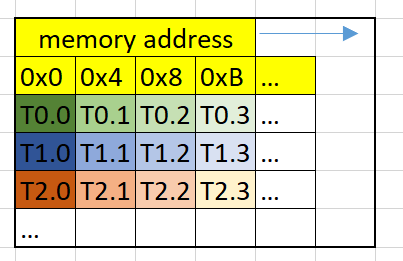 memory address
0x0 0x4 0x8 0xB ...
T0.0 T0.1 T0.2 T0.3 ...
T1.0 T1.1 T1.2 T1.3 ...
T2.0 T2.1 T2.2 T2.3 ...
...